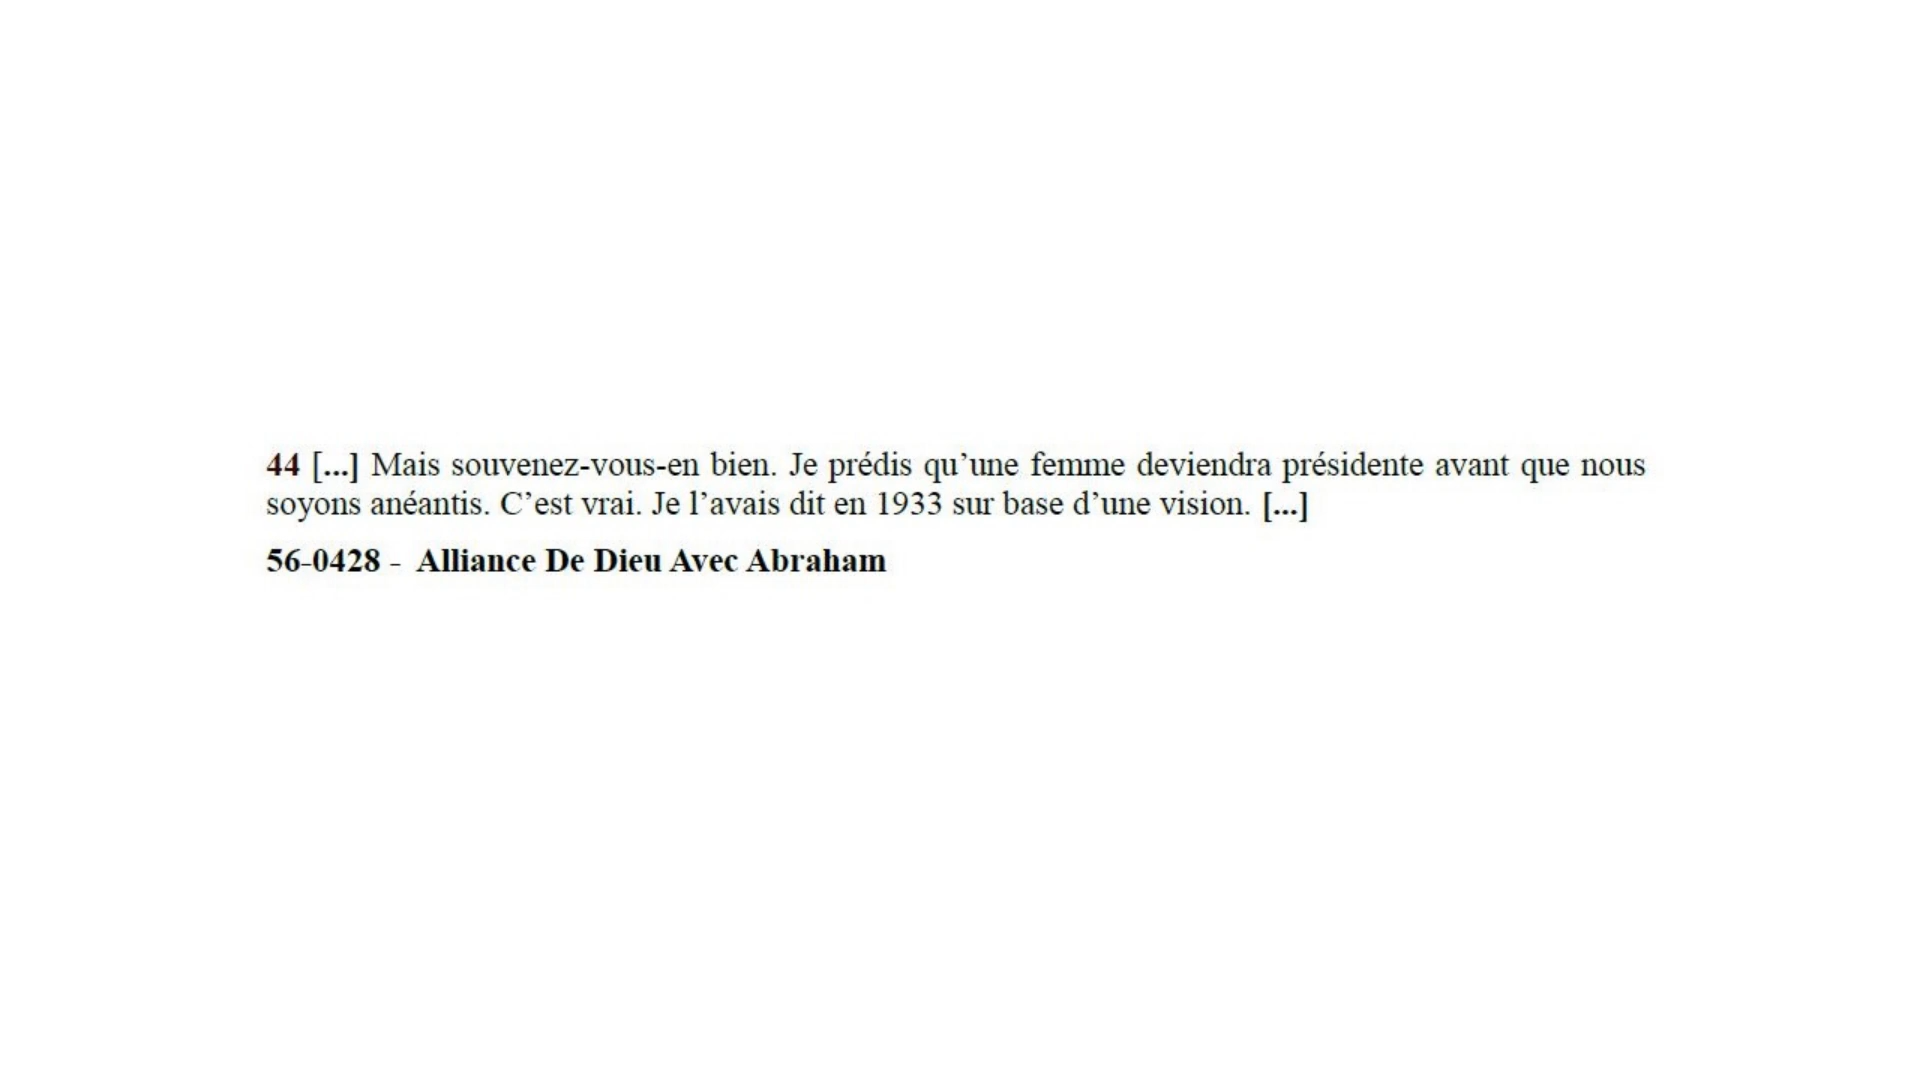 44 [...] Mais souvenez-vous-en bien. Je prédis qu’une femme deviendra présidente avant que nous
soyons anéantis. C’est vrai. Je l’avais dit en 1933 sur base d’une vision. [...]
56-0428 - Alliance De Dieu Avec Abraham